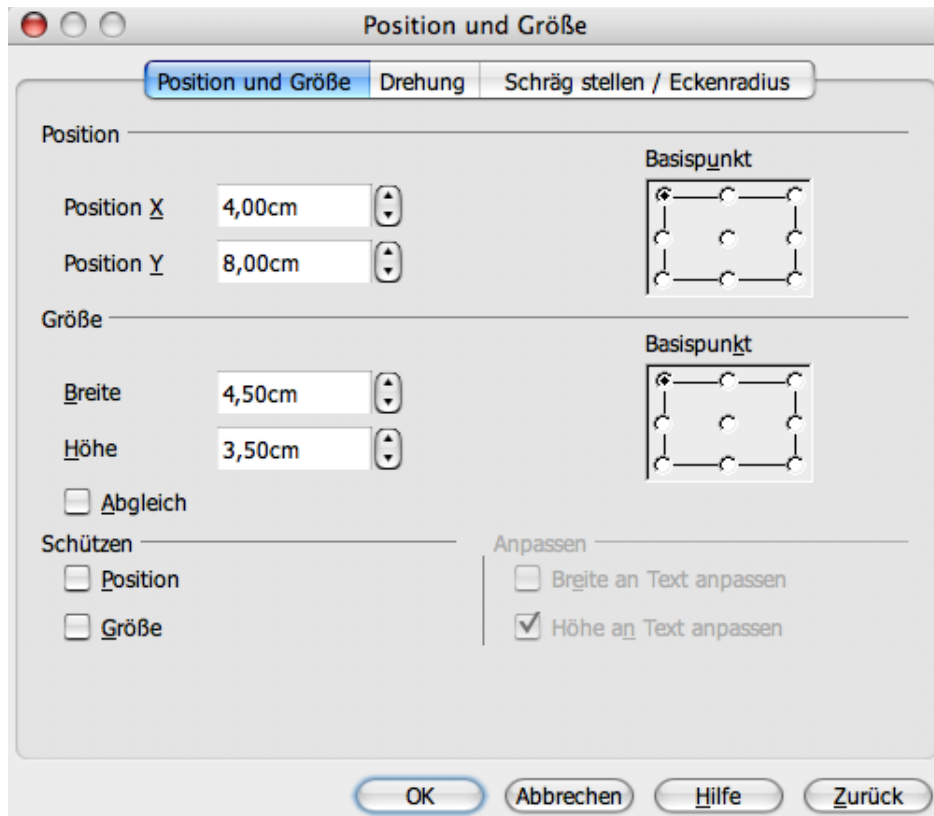 Position und Größe
Position und Größe Drehung Schräg stellen / Eckenradius
Position
Basispunkt
Position X 4,00cm
Position Y 8,00cm
Größe
Basispunkt
Breite 4,50cm
Höhe 3,50cm
Abgleich
Schützen Anpassen
Position Breite an Text anpassen
Größe Höhe an Text anpassen
OK Abbrechen Hilfe Zurück